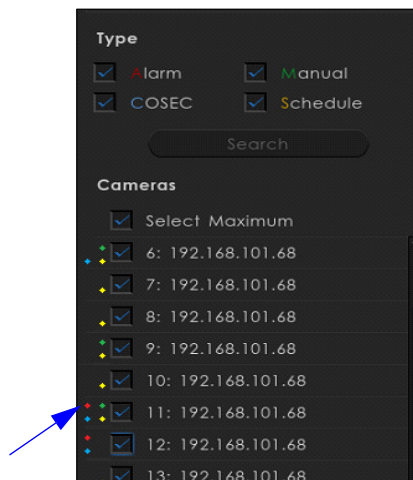 Type
Alarm Manual
COSEC Schedule
Search
Cameras
Select Maximum
6: 192.168.101.68
7: 192.168.101.68
8: 192.168.101.68
9: 192.168.101.68
10: 192.168.101.68
11: 192.168.101.68
12: 192.168.101.68
13: 192.168.101.68